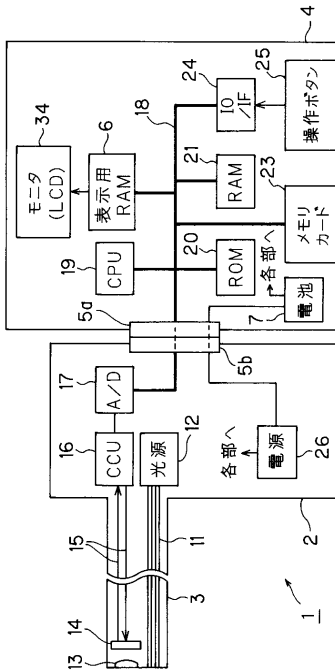 4
34
モニタ
(LCD)
6
表示用
RAM
18
24
IO
/IF
25
操作ボタン
19
CPU
21
RAM
23
メモリ
カード
20
ROM
各部へ
7
電池
5a
5b
17
A/D
16
CCU
12
光源
各部へ
電源
26
2
15
14
13
11
3
1